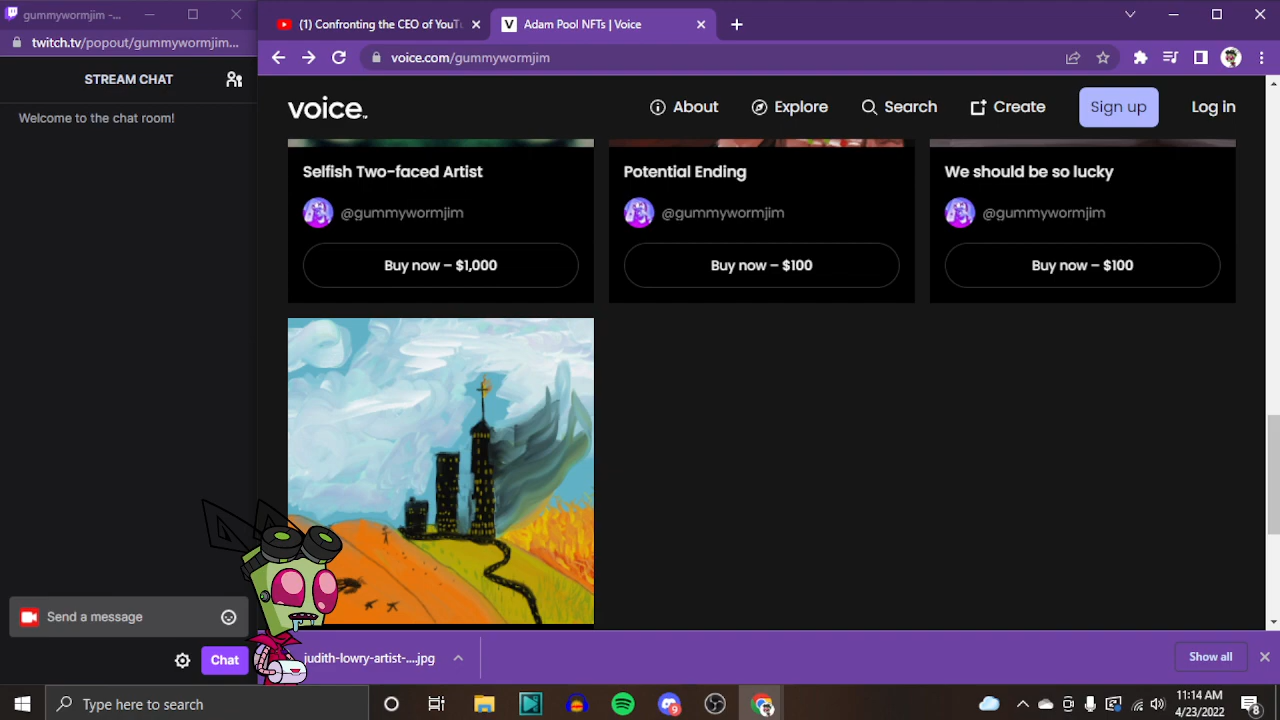 gummywormjim -...
twitch.tv/popout/gummywormjim...
STREAM CHAT
Welcome to the chat room!
Send a message
Chat
(1) Confronting the CEO of YouTu
Adam Pool NFTs | Voice
voice.com/gummywormjim
voice
About
Explore
Search
Create
Sign up
Log in
Selfish Two-faced Artist
@gummywormjim
Buy now – $1,000
Potential Ending
@gummywormjim
Buy now – $100
We should be so lucky
@gummywormjim
Buy now – $100
judith-lowry-artist-....jpg
Show all
Type here to search
9
11:14 AM
4/23/2022
8